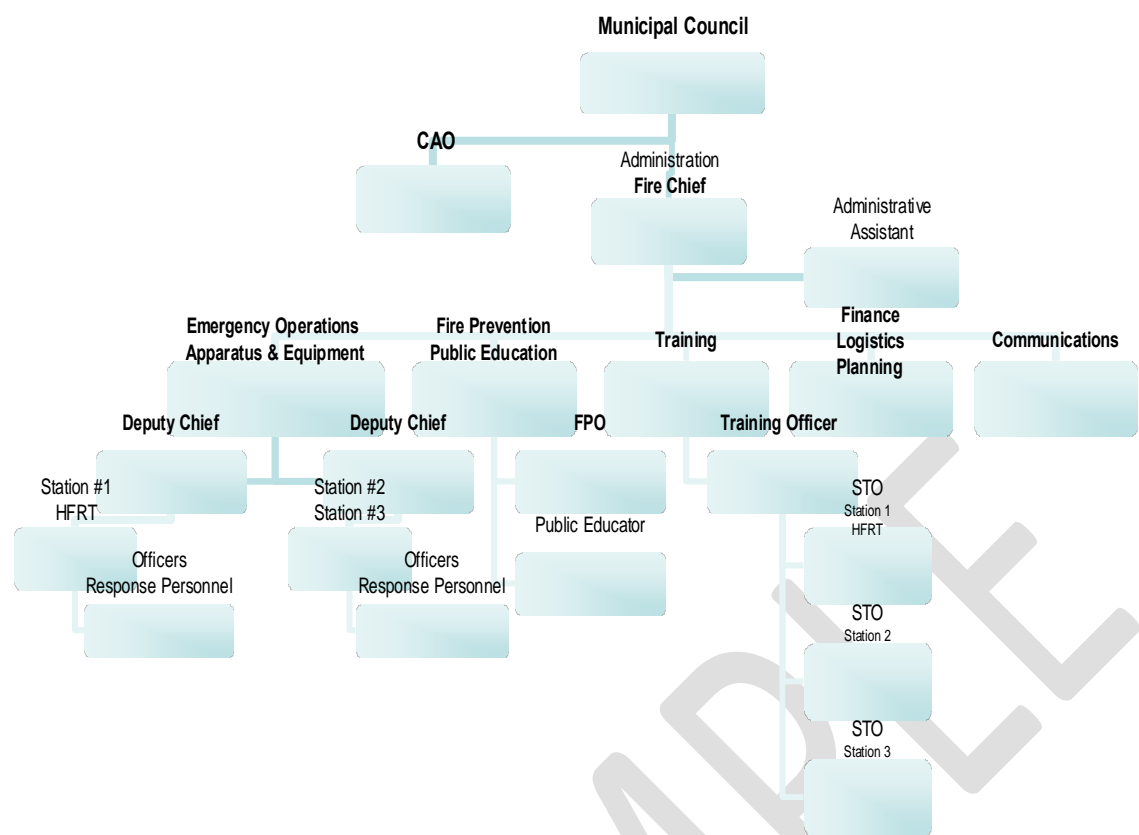 Municipal Council
CAO
Administration
Fire Chief
Administrative
Assistant
Emergency Operations
Apparatus & Equipment
Fire Prevention
Public Education
Training
Finance
Logistics
Planning
Communications
Deputy Chief
Deputy Chief
FPO
Training Officer
Station #1
HFRT
Station #2
Station #3
STO
Station 1
HFRT
Public Educator
Officers
Response Personnel
Officers
Response Personnel
STO
Station 2
STO
Station 3